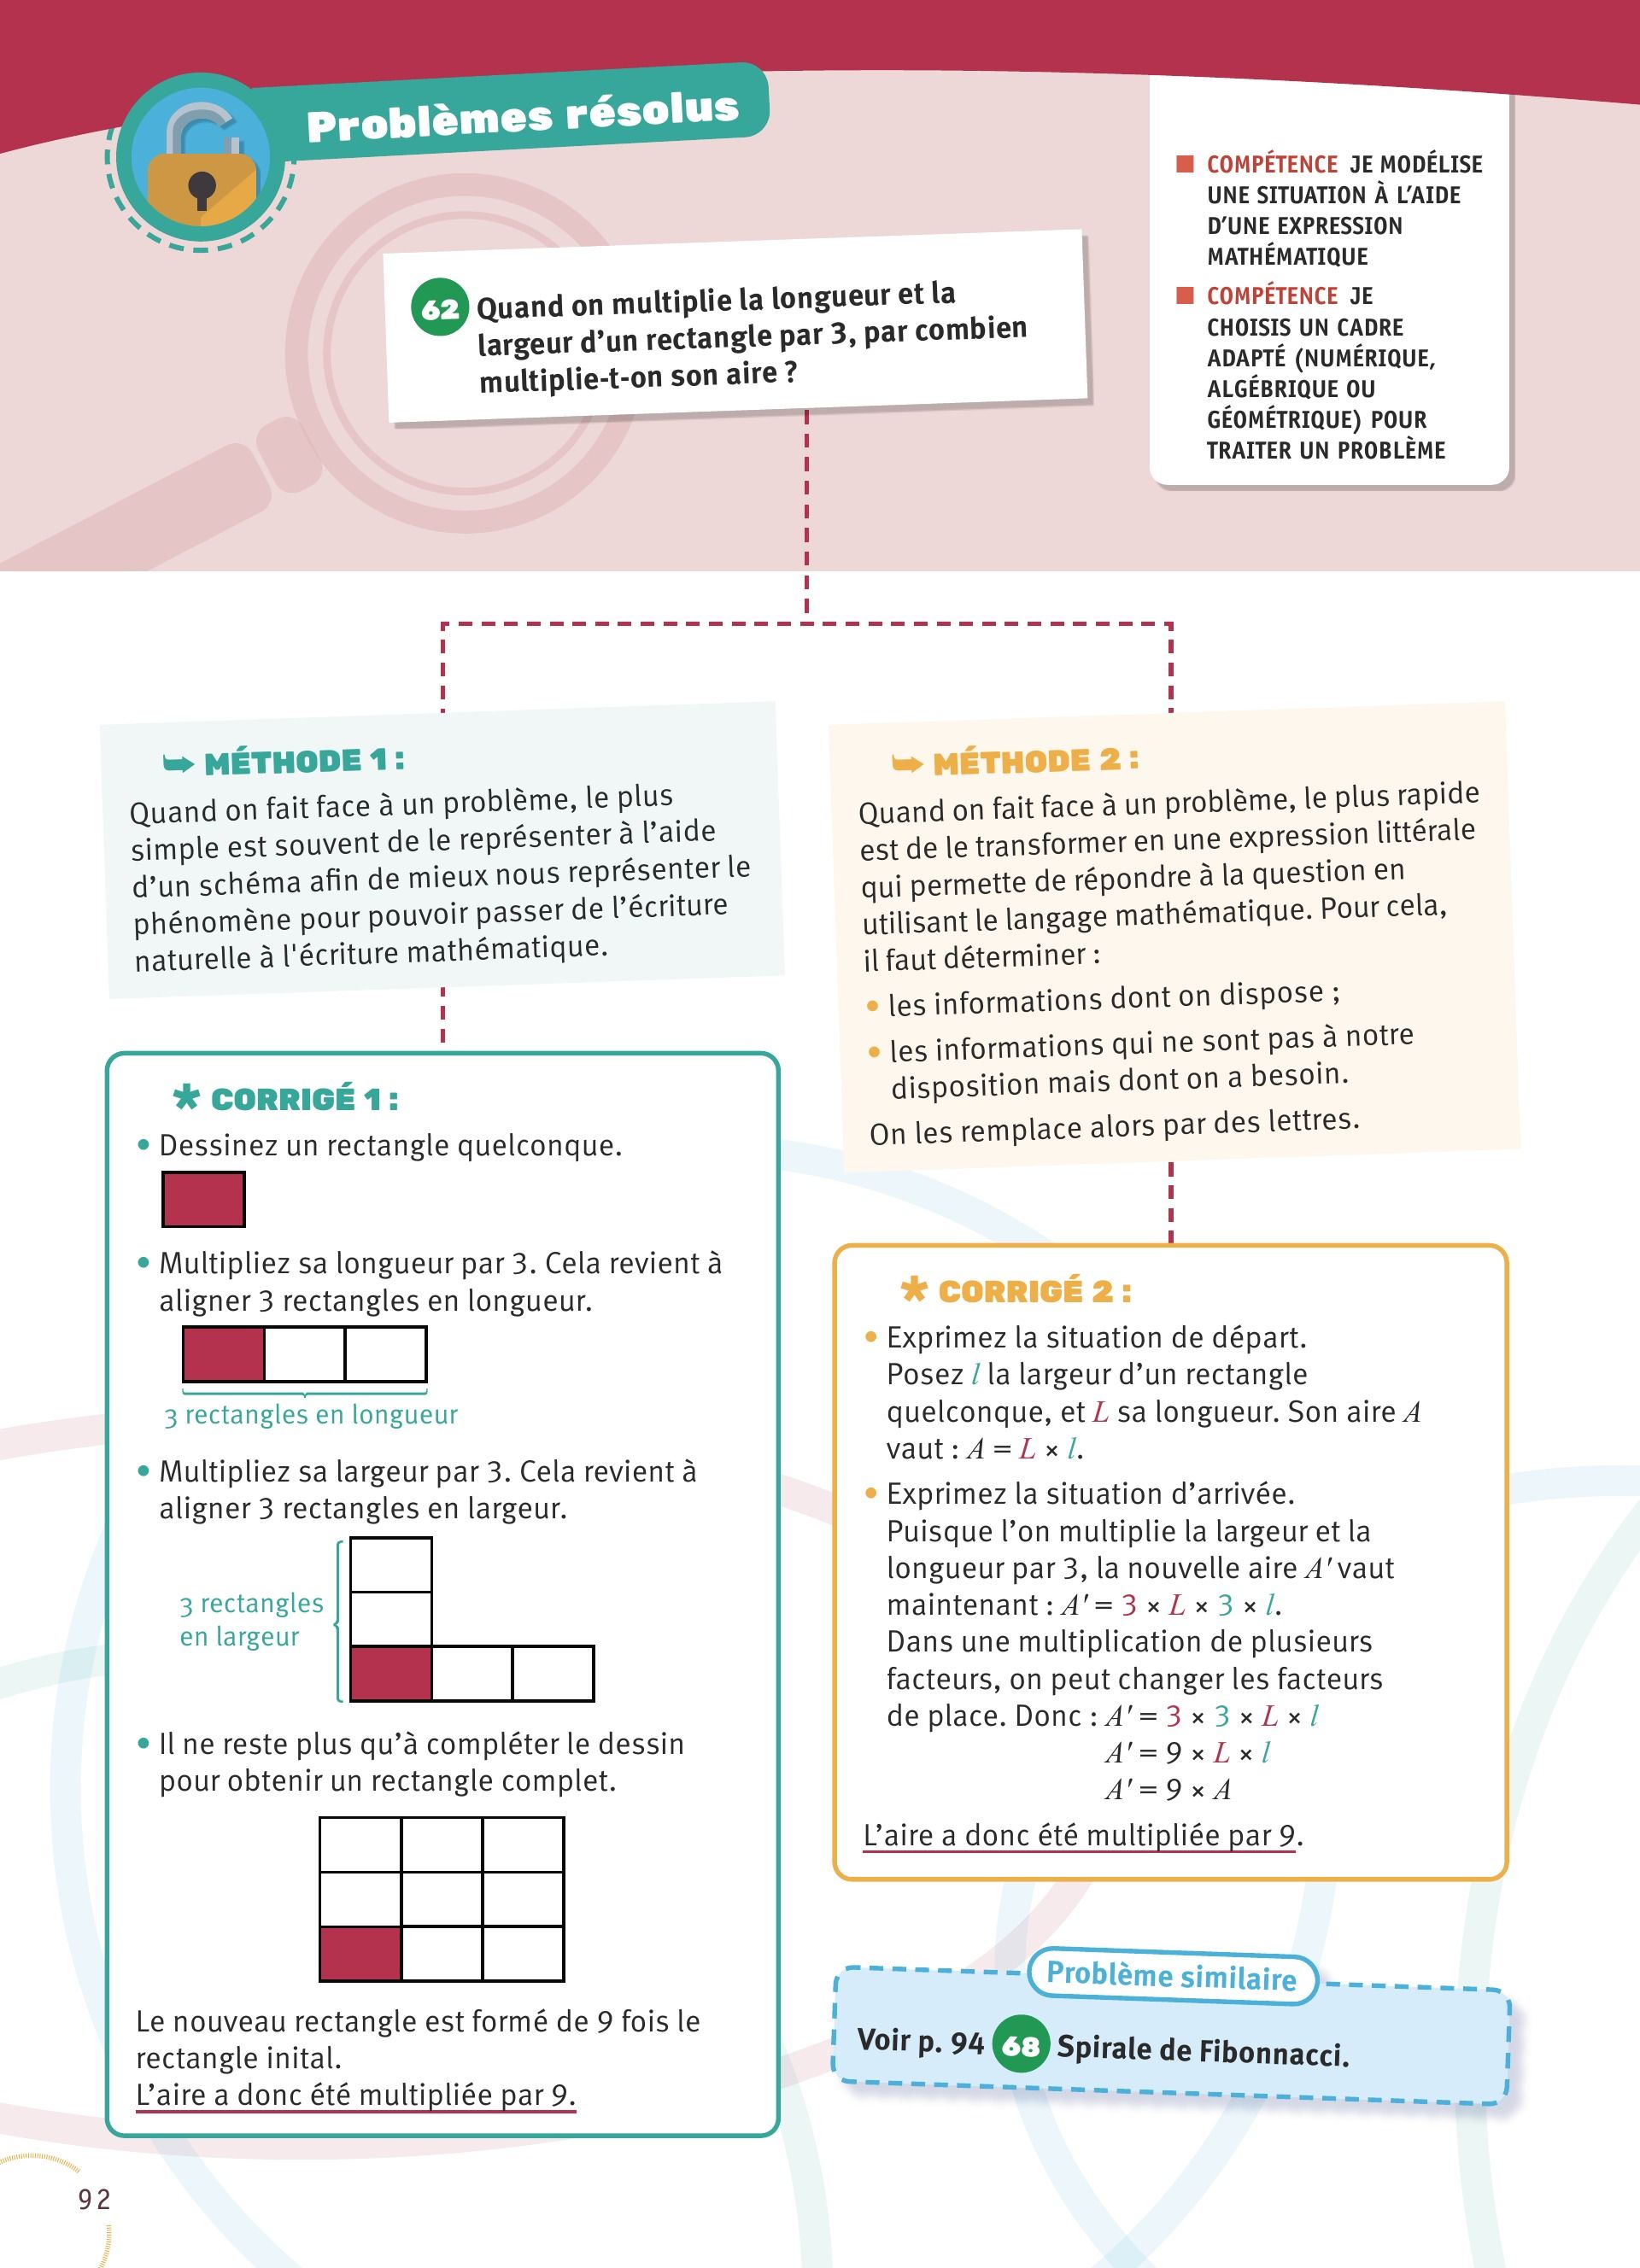 Problèmes résolus
62 Quand on multiplie la longueur et la
largeur d’un rectangle par 3, par combien
multiplie-t-on son aire ?
COMPÉTENCE JE MODÉLISE
UNE SITUATION À L’AIDE
D’UNE EXPRESSION
MATHÉMATIQUE
COMPÉTENCE JE
CHOISIS UN CADRE
ADAPTÉ (NUMÉRIQUE,
ALGÉBRIQUE OU
GÉOMÉTRIQUE) POUR
TRAITER UN PROBLÈME
MÉTHODE 1 :
Quand on fait face à un problème, le plus
simple est souvent de le représenter à l’aide
d’un schéma afin de mieux nous représenter le
phénomène pour pouvoir passer de l’écriture
naturelle à l'écriture mathématique.
* CORRIGÉ 1 :
• Dessinez un rectangle quelconque.
• Multipliez sa longueur par 3. Cela revient à
aligner 3 rectangles en longueur.
3 rectangles en longueur
• Multipliez sa largeur par 3. Cela revient à
aligner 3 rectangles en largeur.
3 rectangles
en largeur
• Il ne reste plus qu’à compléter le dessin
pour obtenir un rectangle complet.
Le nouveau rectangle est formé de 9 fois le
rectangle inital.
L’aire a donc été multipliée par 9.
MÉTHODE 2 :
Quand on fait face à un problème, le plus rapide
est de le transformer en une expression littérale
qui permette de répondre à la question en
utilisant le langage mathématique. Pour cela,
il faut déterminer :
• les informations dont on dispose ;
• les informations qui ne sont pas à notre
disposition mais dont on a besoin.
On les remplace alors par des lettres.
* CORRIGÉ 2 :
• Exprimez la situation de départ.
Posez l la largeur d’un rectangle
quelconque, et L sa longueur. Son aire A
vaut : A = L × l.
• Exprimez la situation d’arrivée.
Puisque l’on multiplie la largeur et la
longueur par 3, la nouvelle aire A' vaut
maintenant : A' = 3 × L × 3 × l.
Dans une multiplication de plusieurs
facteurs, on peut changer les facteurs
de place. Donc : A' = 3 × 3 × L × l
A' = 9 × L × l
A' = 9 × A
L’aire a donc été multipliée par 9.
Problème similaire
Voir p. 94 68 Spirale de Fibonnacci.
92